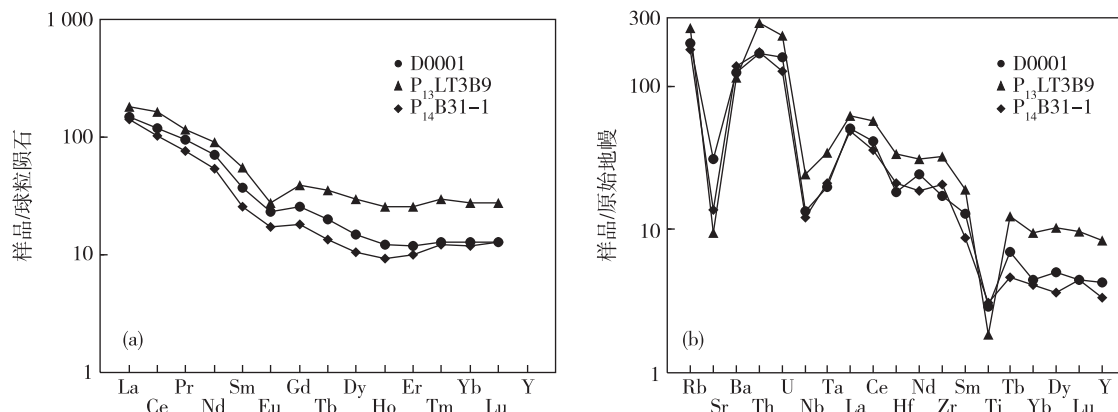 1 000
100
10
1
样品/球粒陨石
D0001
P13LT3B9
P14B31-1
(a)
La Pr Sm Gd Dy Er Yb Y
Ce Nd Eu Tb Ho Tm Lu
300
100
10
1
样品/原始地幔
D0001
P13LT3B9
P14B31-1
(b)
Rb Ba U Ta Ce Nd Sm Tb Dy Y
Sr Th Nb La Hf Zr Ti Yb Lu